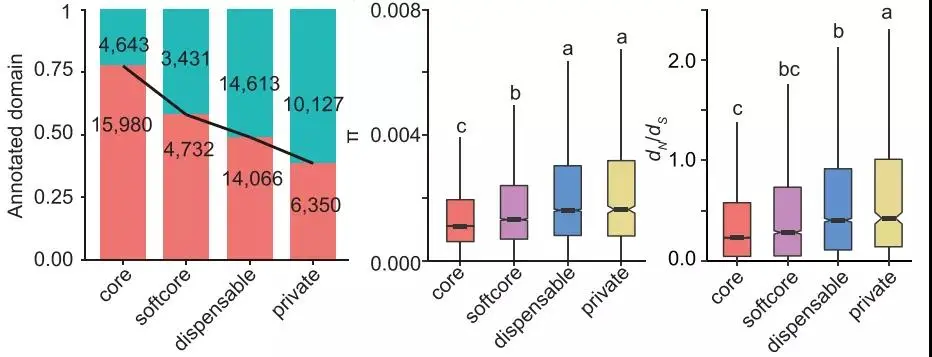 Annotated domain
1
0.75
0.50
0.25
0.00
4,643
3,431
14,613
10,127
15,980
4,732
14,066
6,350
core
softcore
dispensable
private
π
0.008
0.004
0.000
c
b
a
a
core
softcore
dispensable
private
dN/dS
2.0
1.0
0.0
c
bc
b
a
core
softcore
dispensable
private